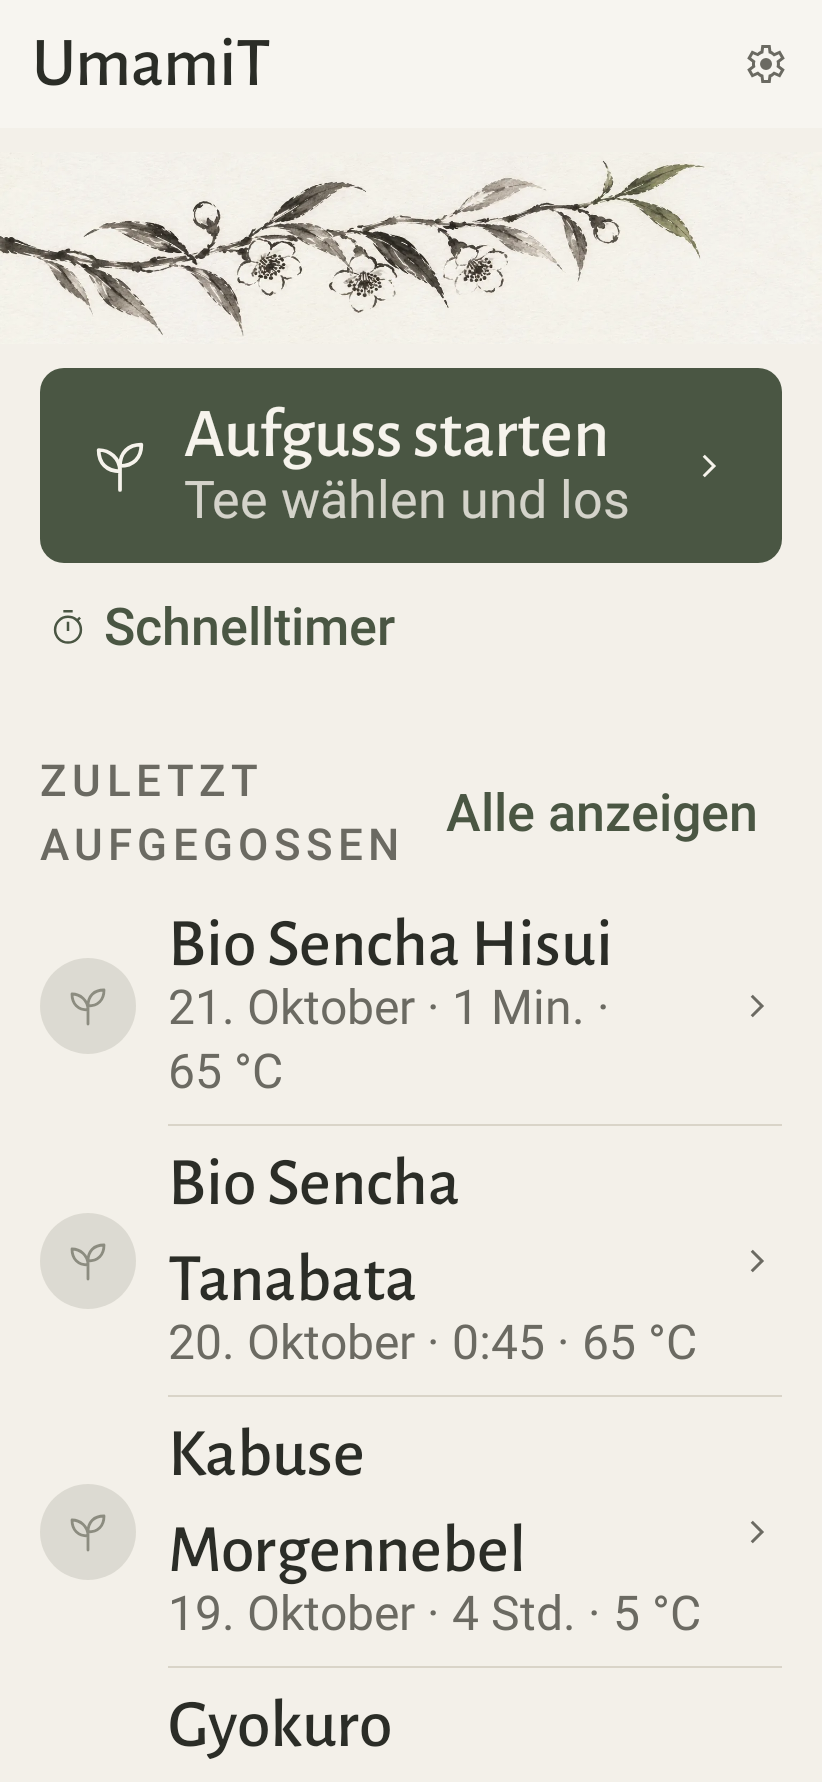 UmamiT
Aufguss starten
Tee wählen und los
Schnelltimer
ZULETZT
AUFGEGOSSEN
Alle anzeigen
Bio Sencha Hisui
21. Oktober · 1 Min. ·
65 °C
Bio Sencha
Tanabata
20. Oktober · 0:45 · 65 °C
Kabuse
Morgennebel
19. Oktober · 4 Std. · 5 °C
Gyokuro